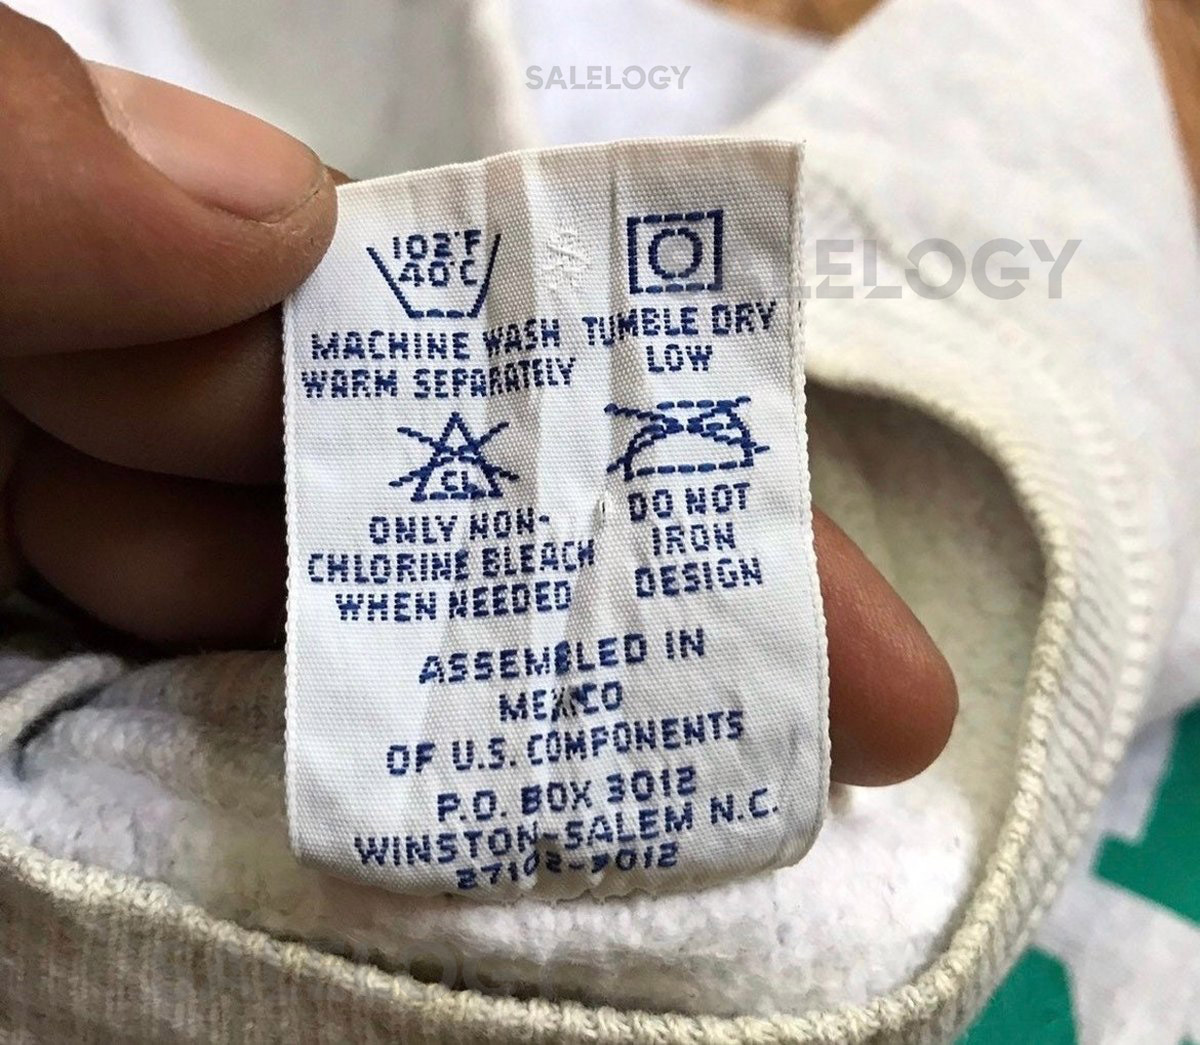 SALELOGY
ELOGY
102°F
40°C
MACHINE WASH
WARM SEPARATELY
TUMBLE DRY
LOW
CL
ONLY NON-
CHLORINE BLEACH
WHEN NEEDED
DO NOT
IRON
DESIGN
ASSEMBLED IN
MEXICO
OF U.S. COMPONENTS
P.O. BOX 3012
WINSTON-SALEM N.C.
27102-3012